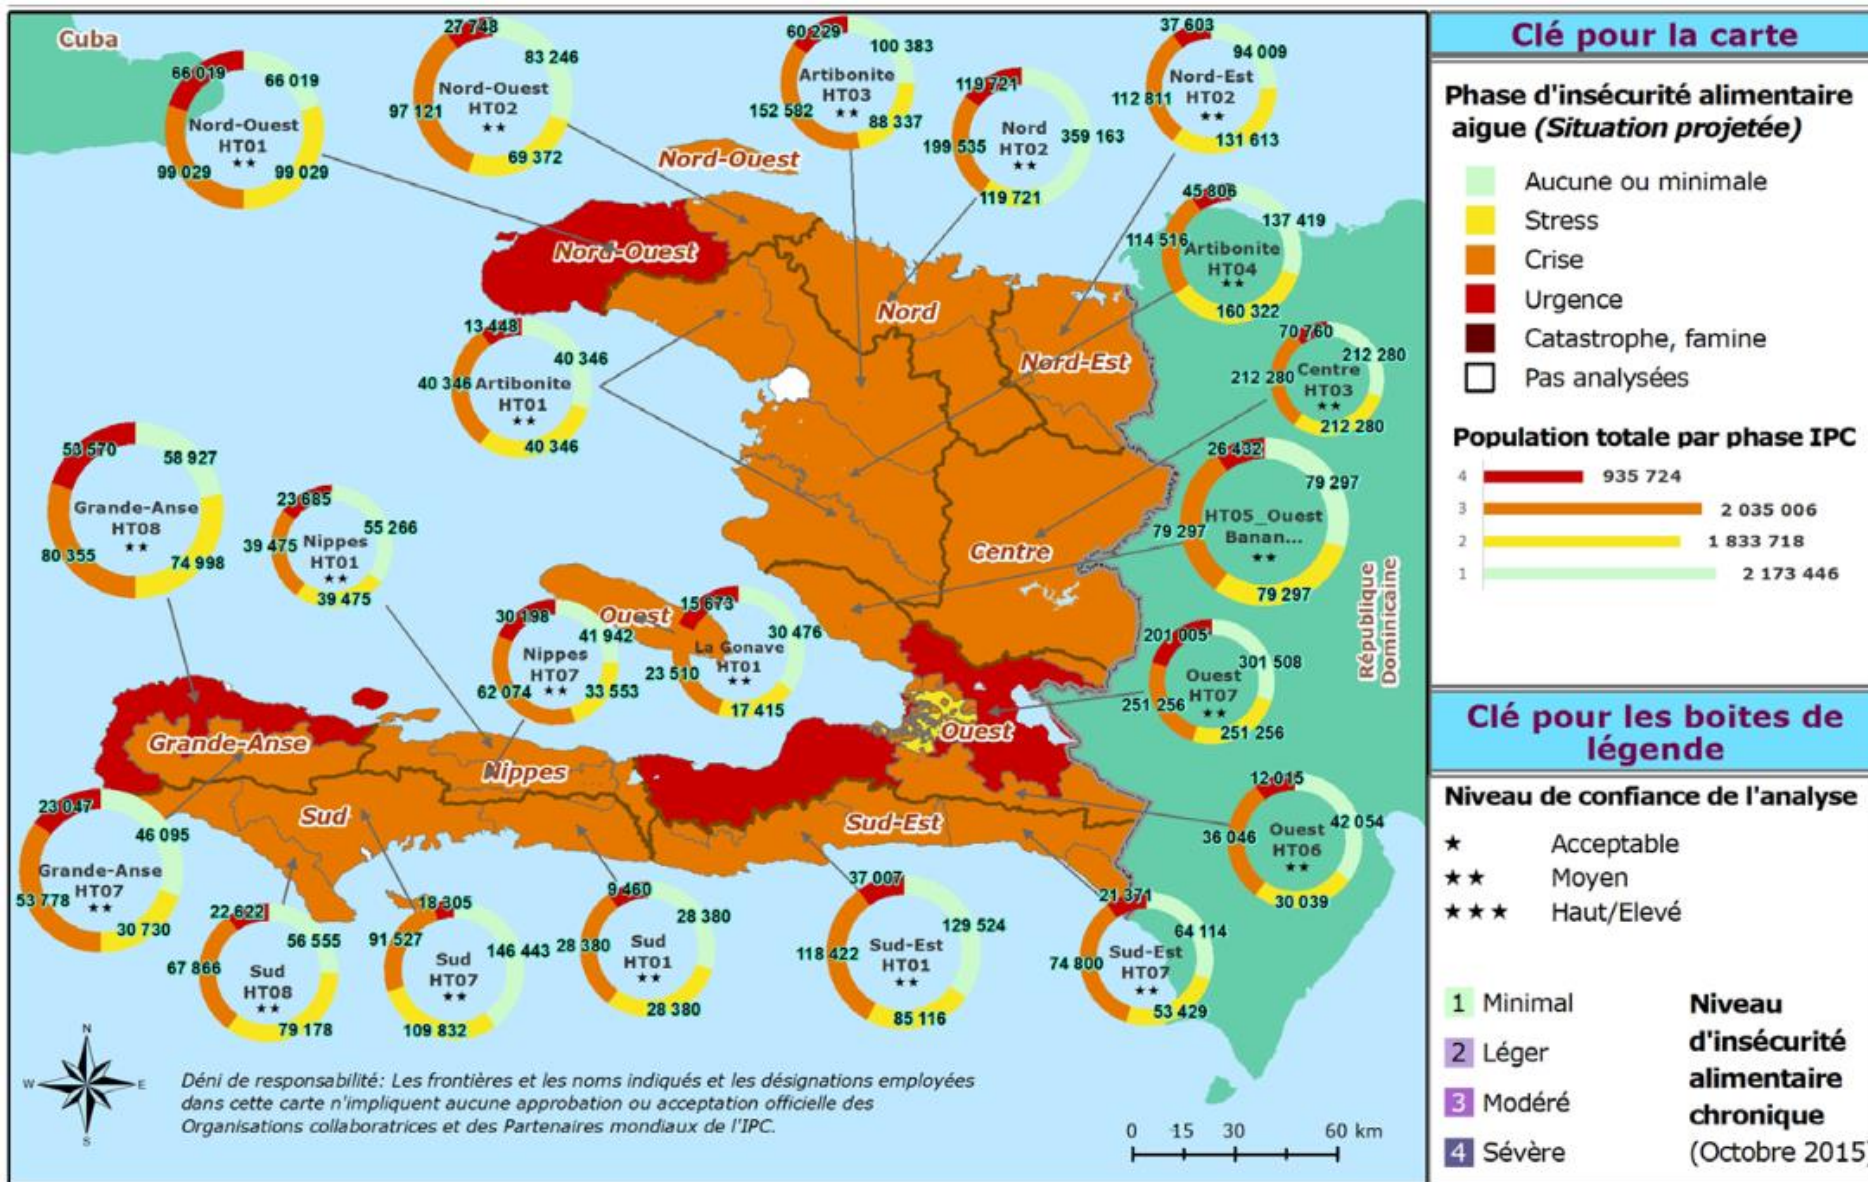 Cuba
66 019
66 019
Nord-Ouest
HT01
★★
99 029
99 029
27 748
83 246
Nord-Ouest
HT02
★★
97 121
69 372
60 229
100 383
Artibonite
HT03
★★
152 582
88 337
119 721
359 163
Nord
HT02
★★
199 535
119 721
37 603
94 009
Nord-Est
HT02
★★
112 811
131 613
45 806
137 419
114 516
Artibonite
HT04
★★
160 322
70 760
212 280
212 280
Centre
HT03
★★
212 280
13 448
40 346
40 346
Artibonite
HT01
★★
40 346
26 432
79 297
HT05_Ouest
Banan...
★★
79 297
79 297
53 570
58 927
Grande-Anse
HT08
★★
80 355
74 998
23 685
55 266
39 475
Nippes
HT01
★★
39 475
30 198
41 942
Nippes
HT07
★★
62 074
33 553
15 673
30 476
La Gonave
HT01
★★
23 510
17 415
201 005
301 508
Ouest
HT07
★★
251 256
251 256
12 015
42 054
36 046
Ouest
HT06
★★
30 039
23 047
46 095
Grande-Anse
HT07
★★
53 778
30 730
22 622
56 555
67 866
Sud
HT08
★★
79 178
18 305
91 527
146 443
Sud
HT07
★★
109 832
9 460
28 380
28 380
Sud
HT01
★★
28 380
37 007
129 524
118 422
Sud-Est
HT01
★★
85 116
21 371
64 114
74 800
Sud-Est
HT07
★★
53 429
Nord-Ouest
Nord-Ouest
Nord
Nord-Est
Centre
Ouest
Ouest
Grande-Anse
Nippes
Sud
Sud-Est
République
Dominicaine
N
W
E
S
Déni de responsabilité: Les frontières et les noms indiqués et les désignations employées
dans cette carte n'impliquent aucune approbation ou acceptation officielle des
Organisations collaboratrices et des Partenaires mondiaux de l'IPC.
0 15 30 60 km
Clé pour la carte
Phase d'insécurité alimentaire
aigue (Situation projetée)
Aucune ou minimale
Stress
Crise
Urgence
Catastrophe, famine
Pas analysées
Population totale par phase IPC
4 935 724
3 2 035 006
2 1 833 718
1 2 173 446
Clé pour les boites de
légende
Niveau de confiance de l'analyse
★ Acceptable
★★ Moyen
★★★ Haut/Elevé
1 Minimal
2 Léger
3 Modéré
4 Sévère
Niveau
d'insécurité
alimentaire
chronique
(Octobre 2015)